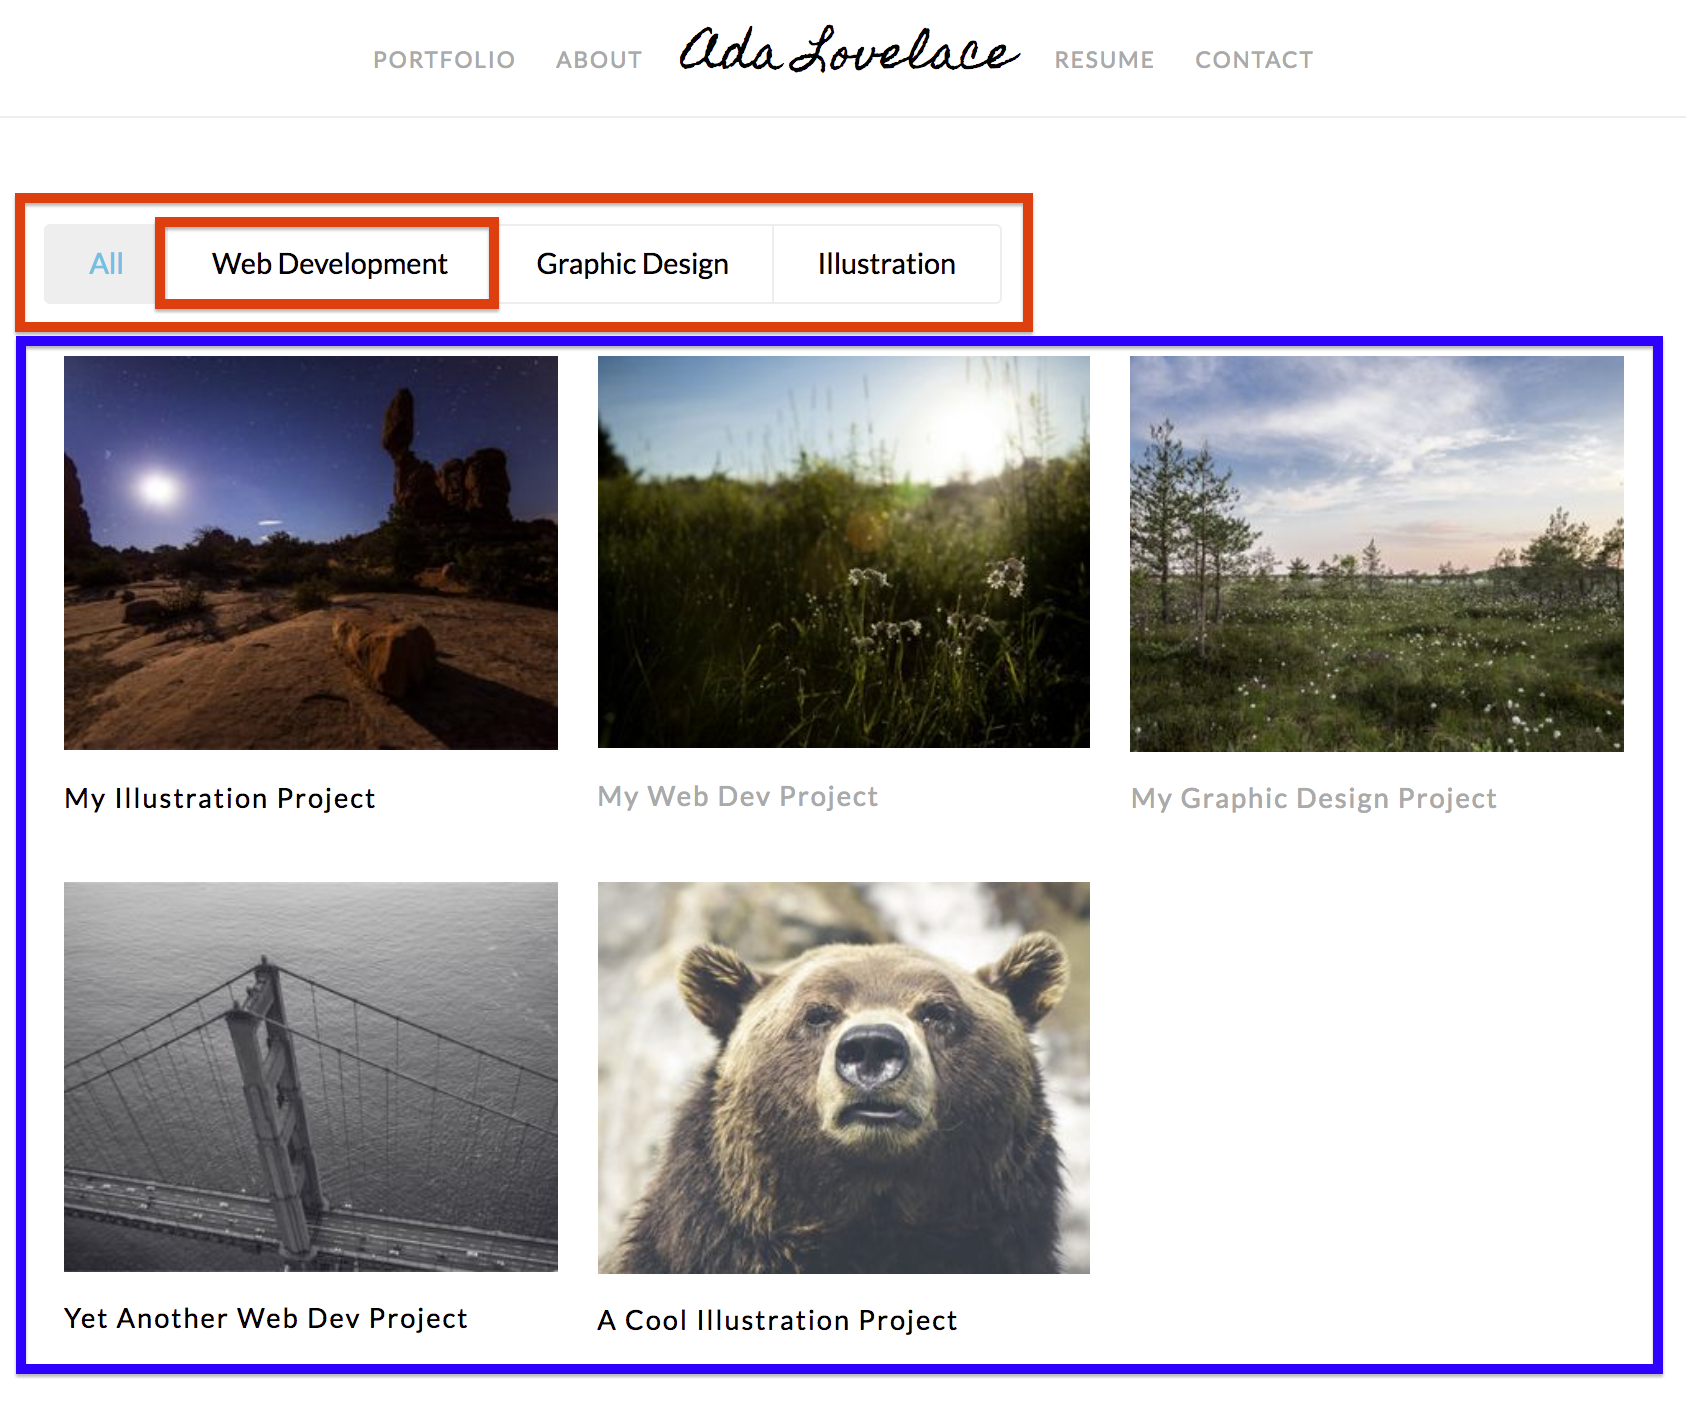 PORTFOLIO ABOUT Ada Lovelace RESUME CONTACT
All Web Development Graphic Design Illustration
My Illustration Project
My Web Dev Project
My Graphic Design Project
Yet Another Web Dev Project
A Cool Illustration Project